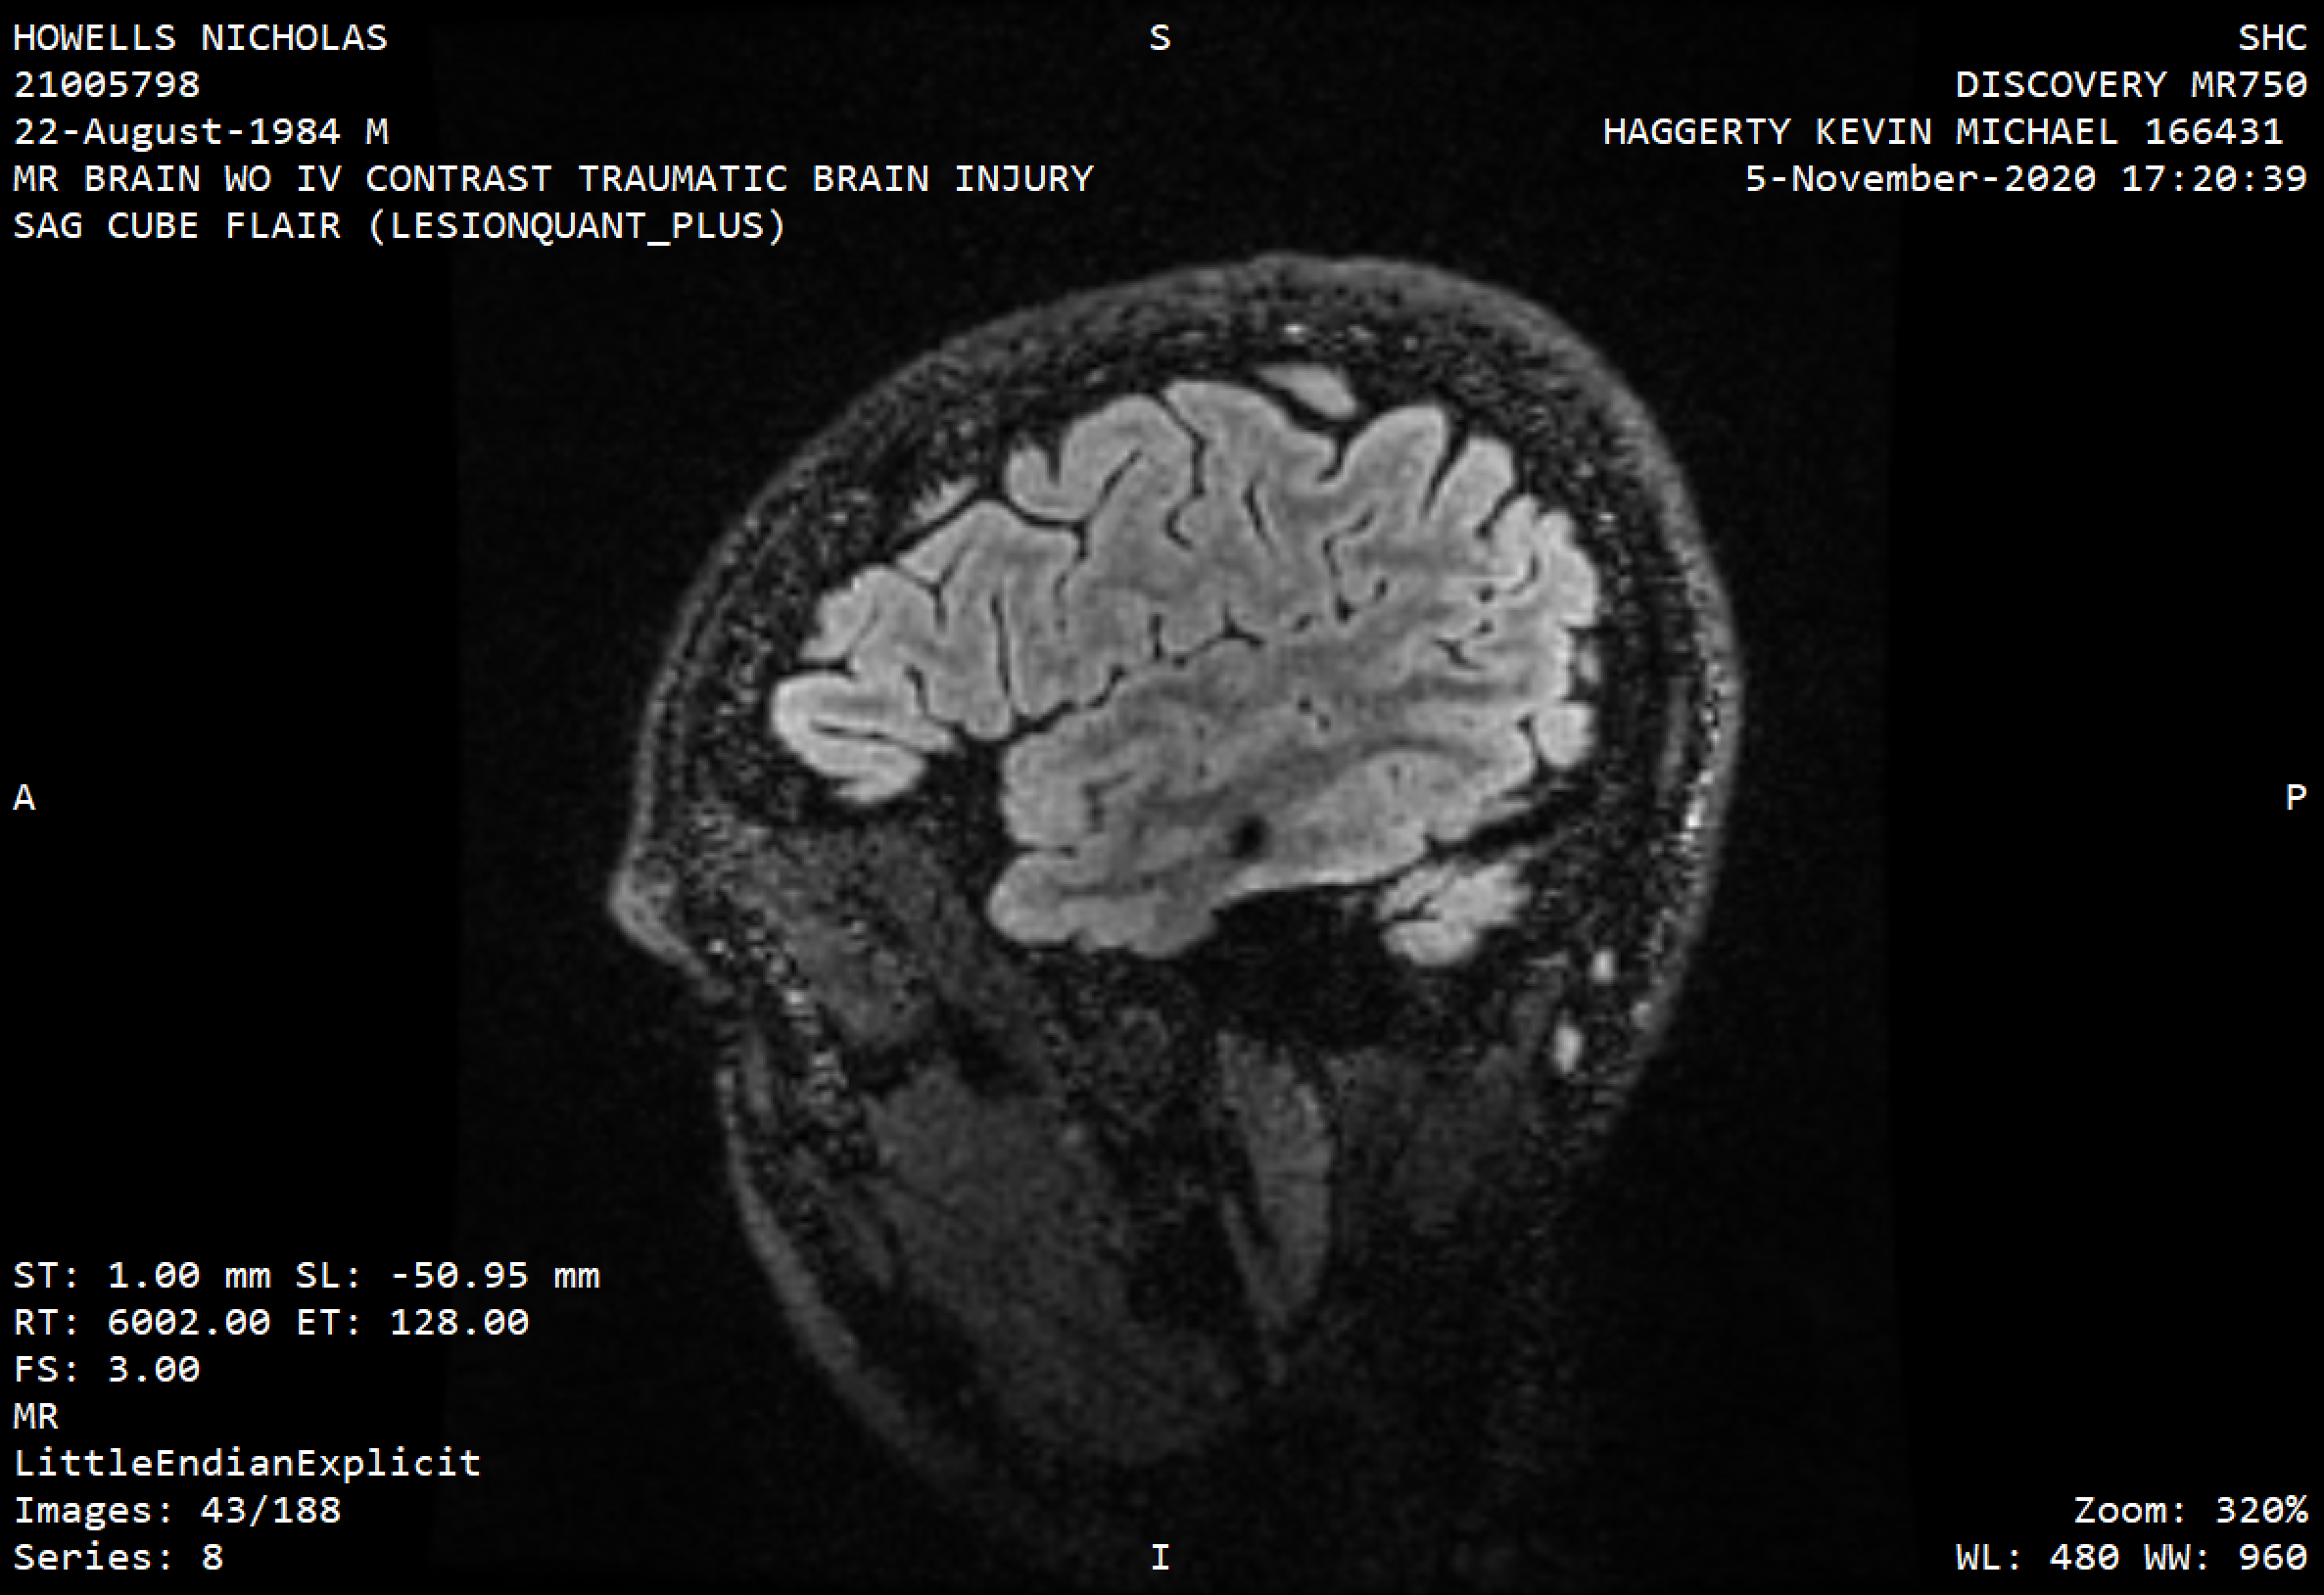 HOWELLS NICHOLAS
21005798
22-August-1984 M
MR BRAIN WO IV CONTRAST TRAUMATIC BRAIN INJURY
SAG CUBE FLAIR (LESIONQUANT_PLUS)
S
SHC
DISCOVERY MR750
HAGGERTY KEVIN MICHAEL 166431
5-November-2020 17:20:39
A
P
ST: 1.00 mm SL: -50.95 mm
RT: 6002.00 ET: 128.00
FS: 3.00
MR
LittleEndianExplicit
Images: 43/188
Series: 8
I
Zoom: 320%
WL: 480 WW: 960